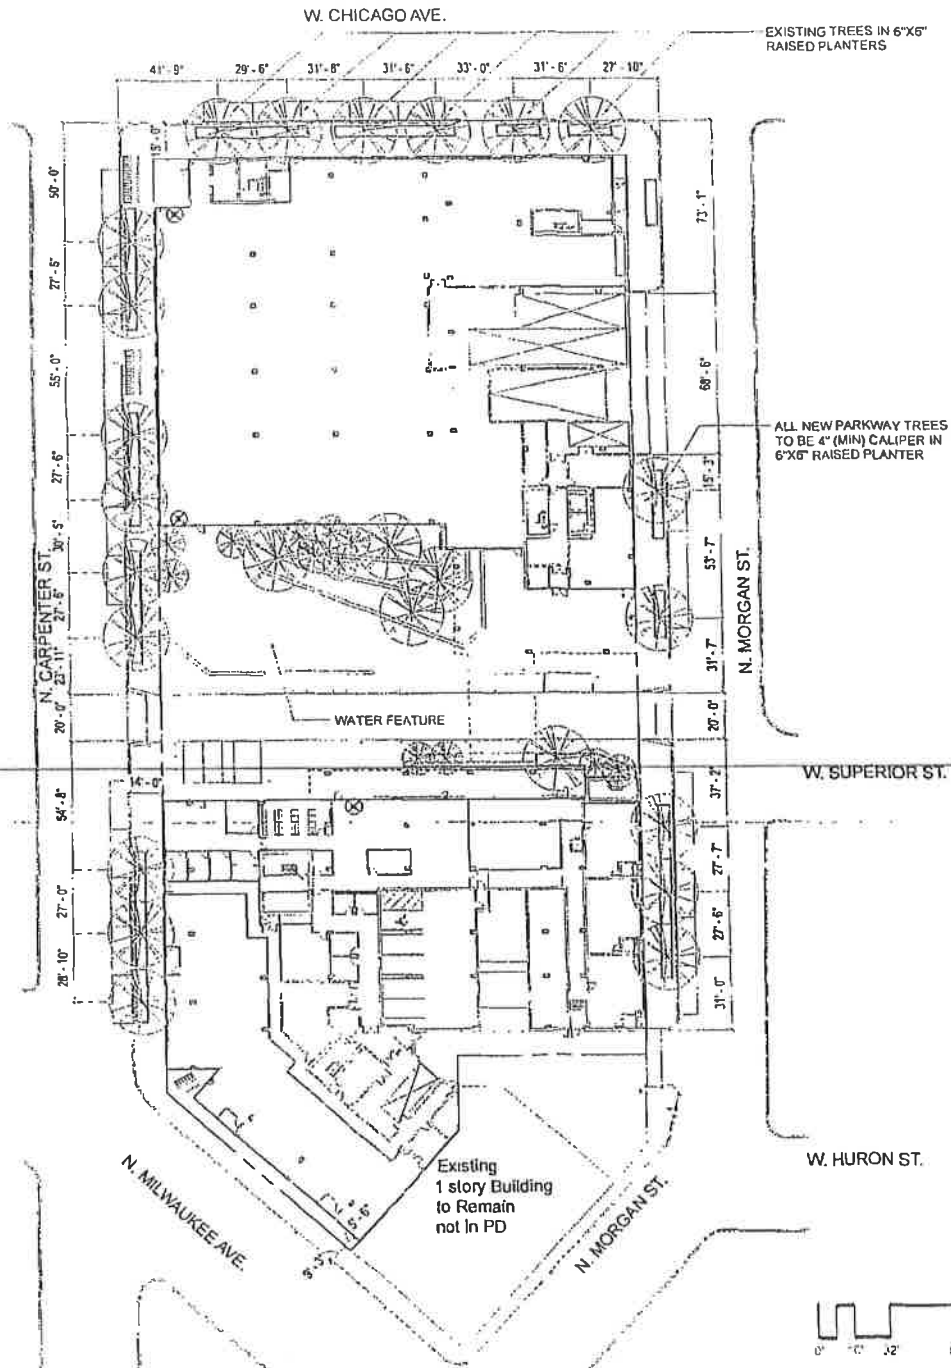 W. CHICAGO AVE.
EXISTING TREES IN 6"X6"
RAISED PLANTERS
41'-9"
29'-6"
31'-8"
31'-6"
33'-0"
31'-6"
27'-10"
15'-0"
50'-0"
27'-5"
55'-0"
27'-6"
30'-5"
27'-6"
23'-11"
20'-0"
N. CARPENTER ST.
73'-1"
68'-6"
ALL NEW PARKWAY TREES
TO BE 4" (MIN) CALIPER IN
6"X6" RAISED PLANTER
15'-3"
53'-7"
31'-7"
20'-0"
N. MORGAN ST.
WATER FEATURE
W. SUPERIOR ST.
14'-0"
54'-8"
27'-0"
28'-10"
37'-2"
27'-7"
27'-6"
31'-0"
W. HURON ST.
Existing
1 story Building
to Remain
not In PD
N. MILWAUKEE AVE.
N. MORGAN ST.
5'-6"
9'-3"
0'
32'